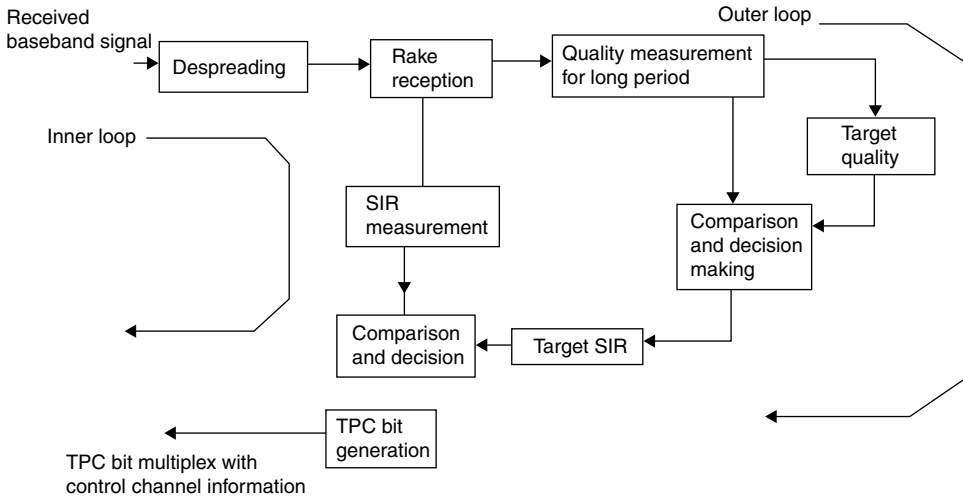 Received
baseband signal
Outer loop
Despreading
Rake
reception
Quality measurement
for long period
Inner loop
Target
quality
SIR
measurement
Comparison
and decision
making
Comparison
and decision
Target SIR
TPC bit
generation
TPC bit multiplex with
control channel information